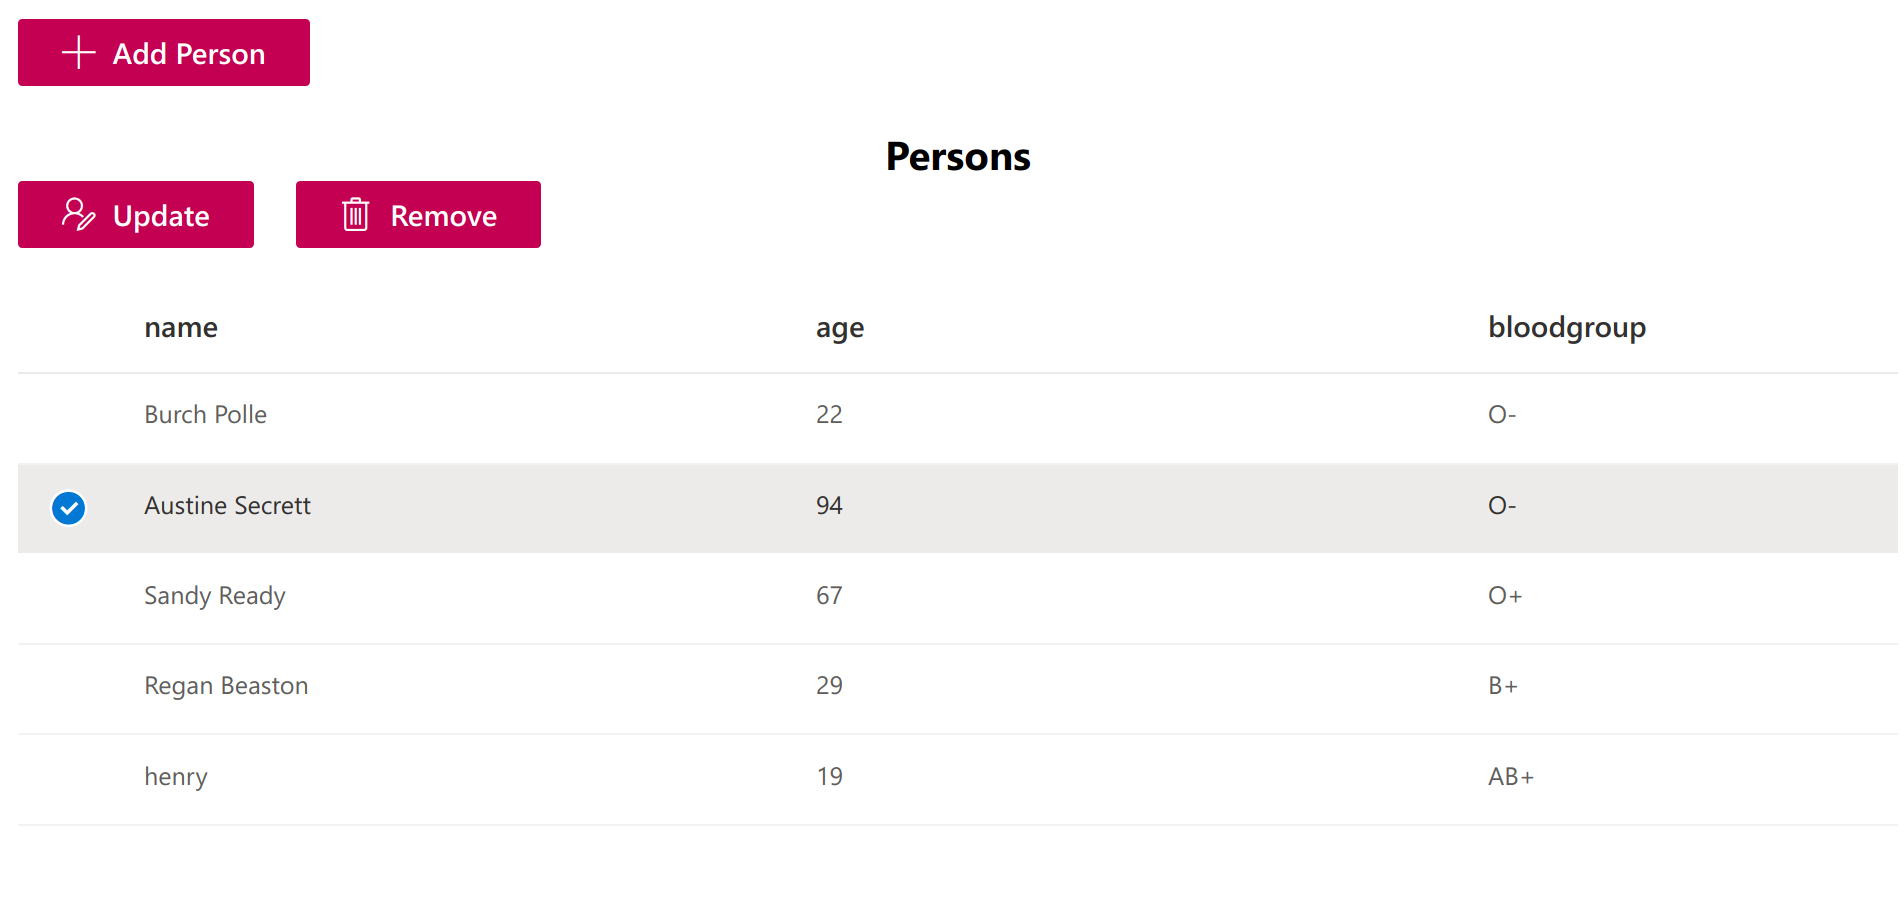 Add Person
Persons
Update Remove
name age bloodgroup
Burch Polle 22 O-
Austine Secrett 94 O-
Sandy Ready 67 O+
Regan Beaston 29 B+
henry 19 AB+